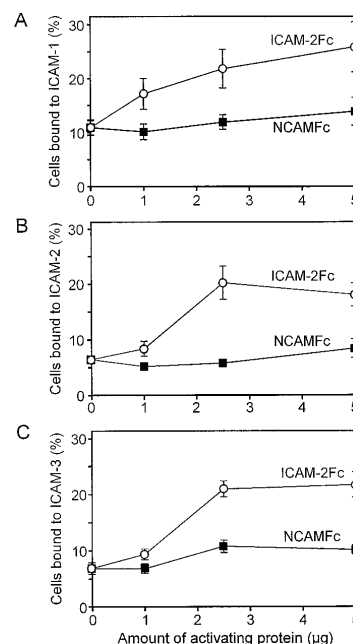 A
Cells bound to ICAM-1 (%)
30
20
10
0
ICAM-2Fc
NCAMFc
0 1 2 3 4 5
B
Cells bound to ICAM-2 (%)
30
20
10
0
ICAM-2Fc
NCAMFc
0 1 2 3 4 5
C
Cells bound to ICAM-3 (%)
30
20
10
0
ICAM-2Fc
NCAMFc
0 1 2 3 4 5
Amount of activating protein (µg)